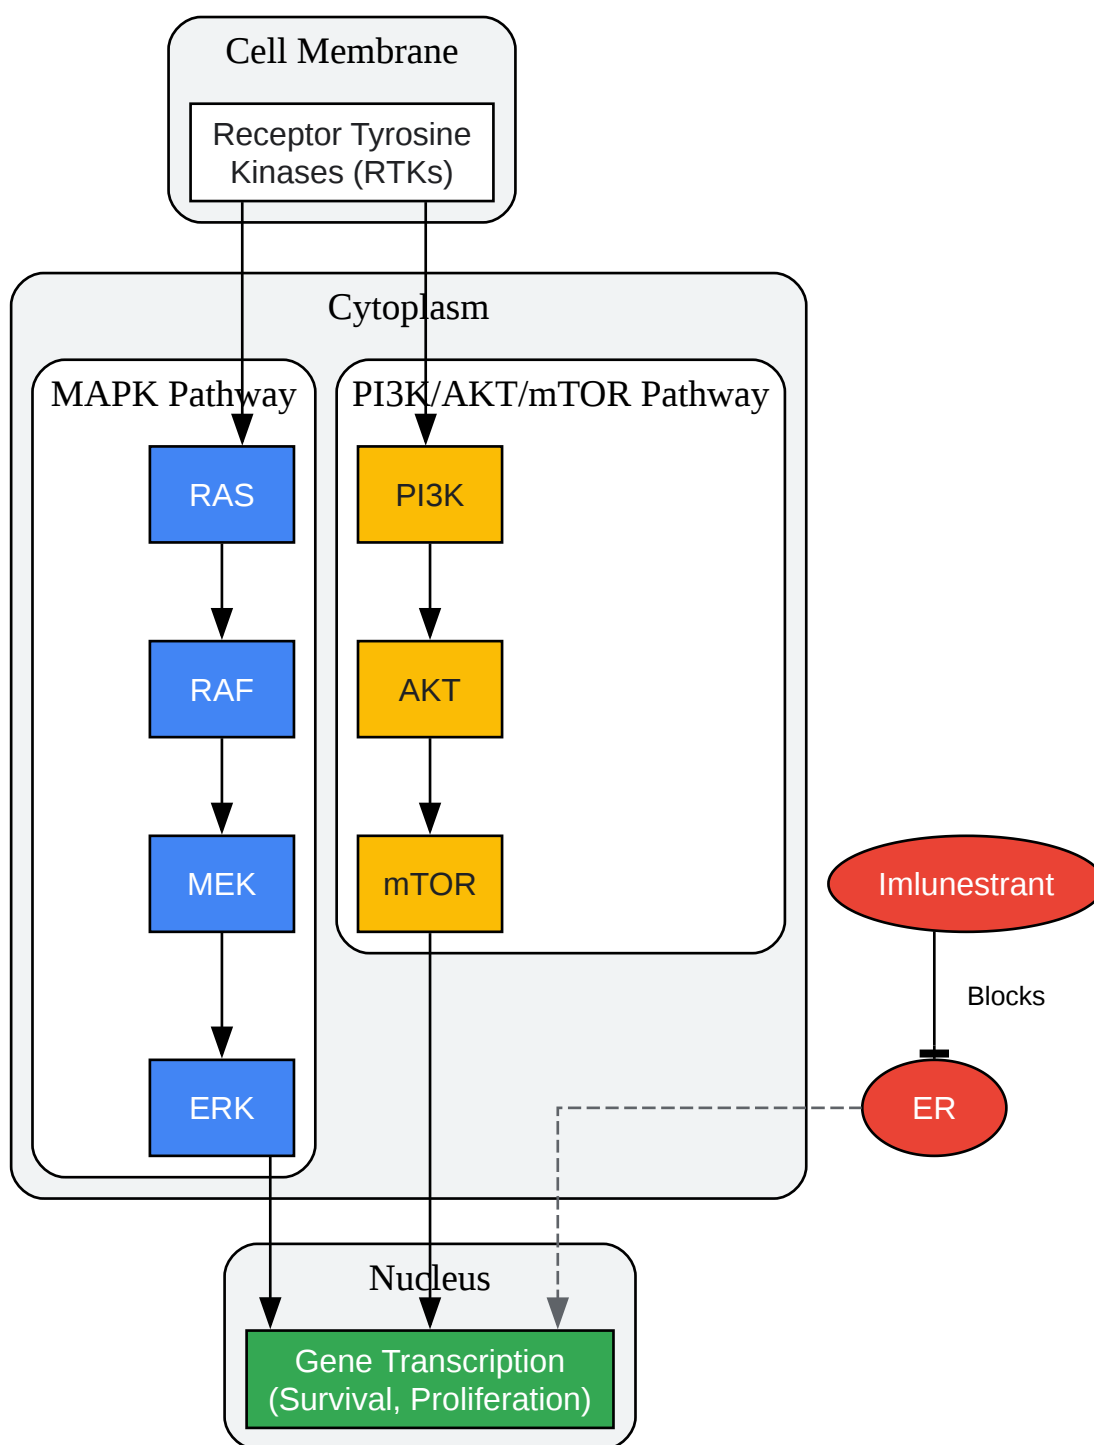 Cell Membrane
Receptor Tyrosine
Kinases (RTKs)
Cytoplasm
MAPK Pathway
PI3K/AKT/mTOR Pathway
RAS
PI3K
RAF
AKT
MEK
mTOR
Imlunestrant
Blocks
ERK
ER
Nucleus
Gene Transcription
(Survival, Proliferation)